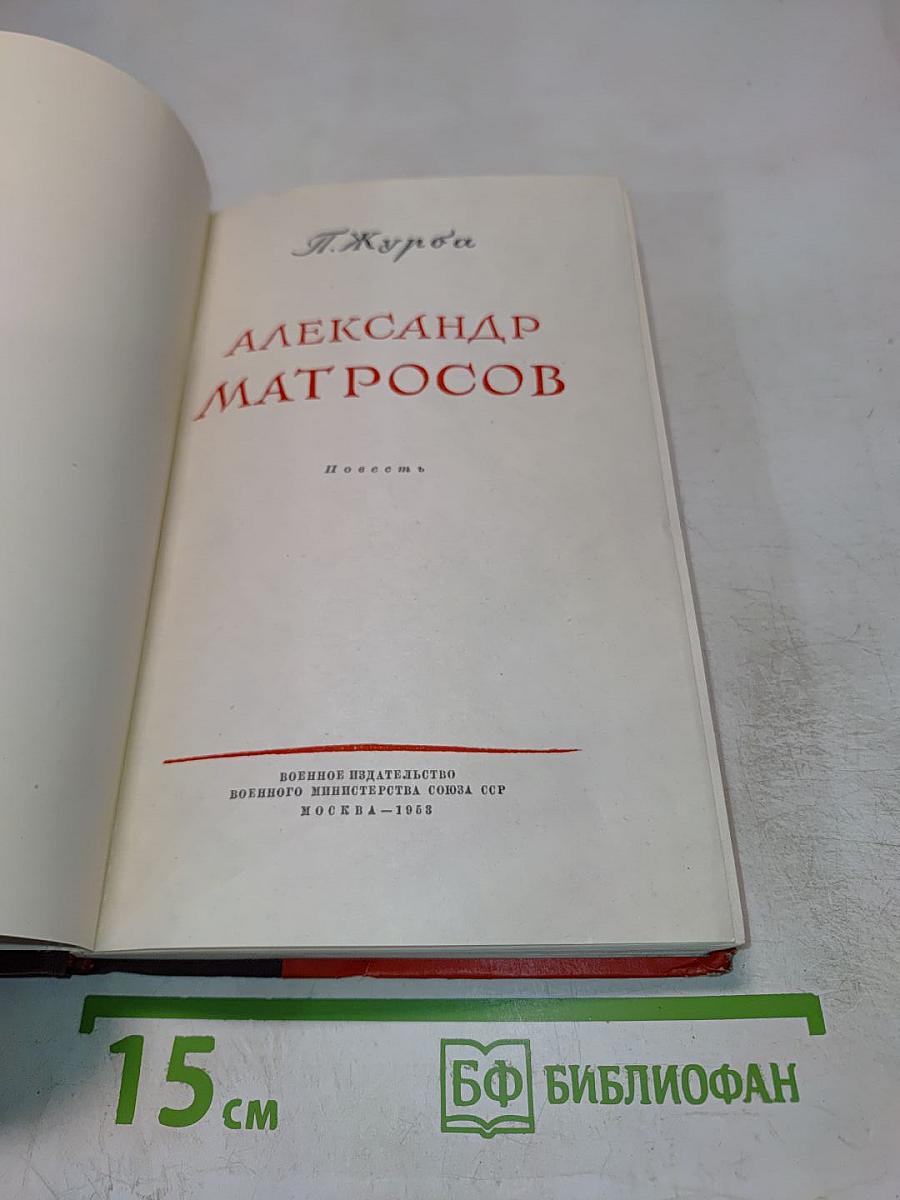 П. Журба
АЛЕКСАНДР
МАТРОСОВ
Повесть
ВОЕННОЕ ИЗДАТЕЛЬСТВО
ВОЕННОГО МИНИСТЕРСТВА СОЮЗА ССР
МОСКВА — 1953
15 см
БФ БИБЛИОФАН